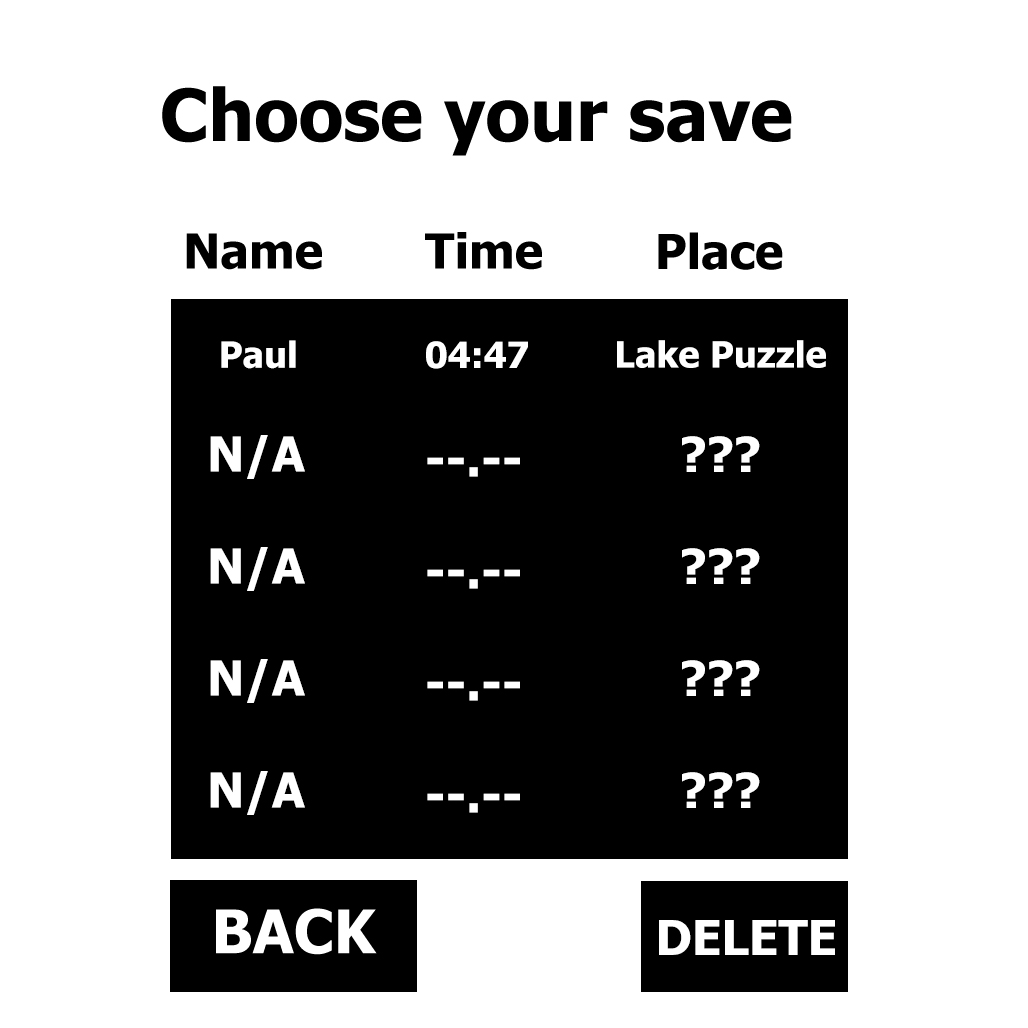 Choose your save
Name Time Place
Paul 04:47 Lake Puzzle
N/A --.-- ???
N/A --.-- ???
N/A --.-- ???
N/A --.-- ???
BACK DELETE